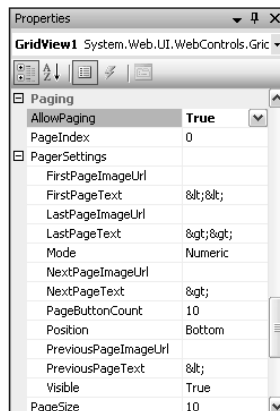 Properties
GridView1 System.Web.UI.WebControls.Gric
Paging
AllowPaging True
PageIndex 0
PagerSettings
FirstPageImageUrl
FirstPageText &lt;&lt;
LastPageImageUrl
LastPageText &gt;&gt;
Mode Numeric
NextPageImageUrl
NextPageText &gt;
PageButtonCount 10
Position Bottom
PreviousPageImageUrl
PreviousPageText &lt;
Visible True
PageSize 10